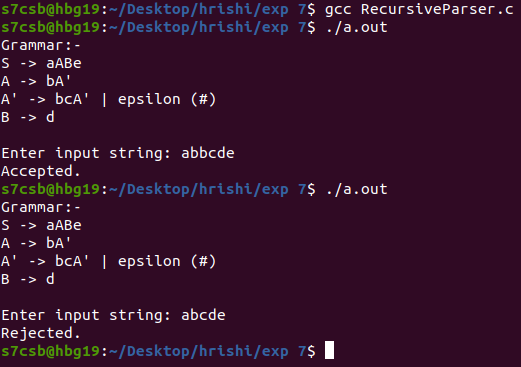 s7csb@hbg19:~/Desktop/hrishi/exp 7$ gcc RecursiveParser.c
s7csb@hbg19:~/Desktop/hrishi/exp 7$ ./a.out
Grammar:-
S -> aABe
A -> bA'
A' -> bcA' | epsilon (#)
B -> d

Enter input string: abbcde
Accepted.
s7csb@hbg19:~/Desktop/hrishi/exp 7$ ./a.out
Grammar:-
S -> aABe
A -> bA'
A' -> bcA' | epsilon (#)
B -> d

Enter input string: abcde
Rejected.
s7csb@hbg19:~/Desktop/hrishi/exp 7$